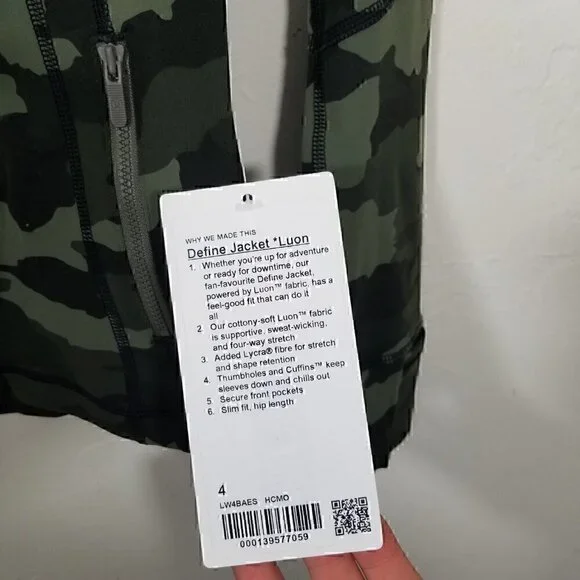 WHY WE MADE THIS
Define Jacket *Luon
1. Whether you're up for adventure
or ready for downtime, our
fan-favourite Define Jacket,
powered by Luon™ fabric, has a
feel-good fit that can do it
all
2. Our cottony-soft Luon™ fabric
is supportive, sweat-wicking,
and four-way stretch
3. Added Lycra® fibre for stretch
and shape retention
4. Thumbholes and Cuffins™ keep
sleeves down and chills out
5. Secure front pockets
6. Slim fit, hip length
4
LW4BAES HCMO
000139577059